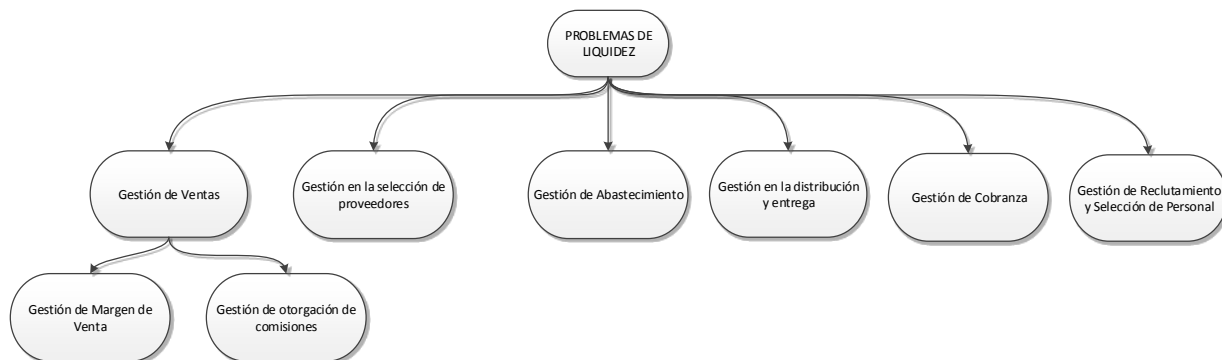 PROBLEMAS DE
LIQUIDEZ
Gestión de Ventas
Gestión en la selección de
proveedores
Gestión de Abastecimiento
Gestión en la distribución
y entrega
Gestión de Cobranza
Gestión de Reclutamiento
y Selección de Personal
Gestión de Margen de
Venta
Gestión de otorgación de
comisiones